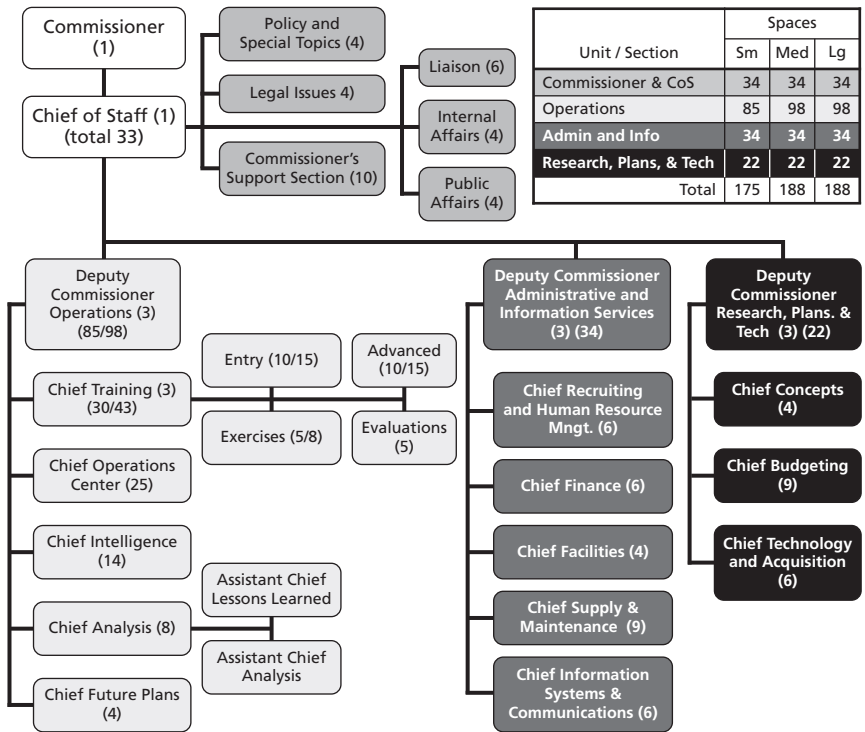 Commissioner
(1)
Chief of Staff (1)
(total 33)
Policy and
Special Topics (4)
Legal Issues 4)
Commissioner's
Support Section (10)
Liaison (6)
Internal
Affairs (4)
Public
Affairs (4)
Spaces
Unit / Section Sm Med Lg
Commissioner & CoS 34 34 34
Operations 85 98 98
Admin and Info 34 34 34
Research, Plans, & Tech 22 22 22
Total 175 188 188
Deputy
Commissioner
Operations (3)
(85/98)
Chief Training (3)
(30/43)
Entry (10/15)
Exercises (5/8)
Advanced
(10/15)
Evaluations
(5)
Chief Operations
Center (25)
Chief Intelligence
(14)
Chief Analysis (8)
Assistant Chief
Lessons Learned
Assistant Chief
Analysis
Chief Future Plans
(4)
Deputy Commissioner
Administrative and
Information Services
(3) (34)
Chief Recruiting
and Human Resource
Mngt. (6)
Chief Finance (6)
Chief Facilities (4)
Chief Supply &
Maintenance (9)
Chief Information
Systems &
Communications (6)
Deputy
Commissioner
Research, Plans. &
Tech (3) (22)
Chief Concepts
(4)
Chief Budgeting
(9)
Chief Technology
and Acquisition
(6)